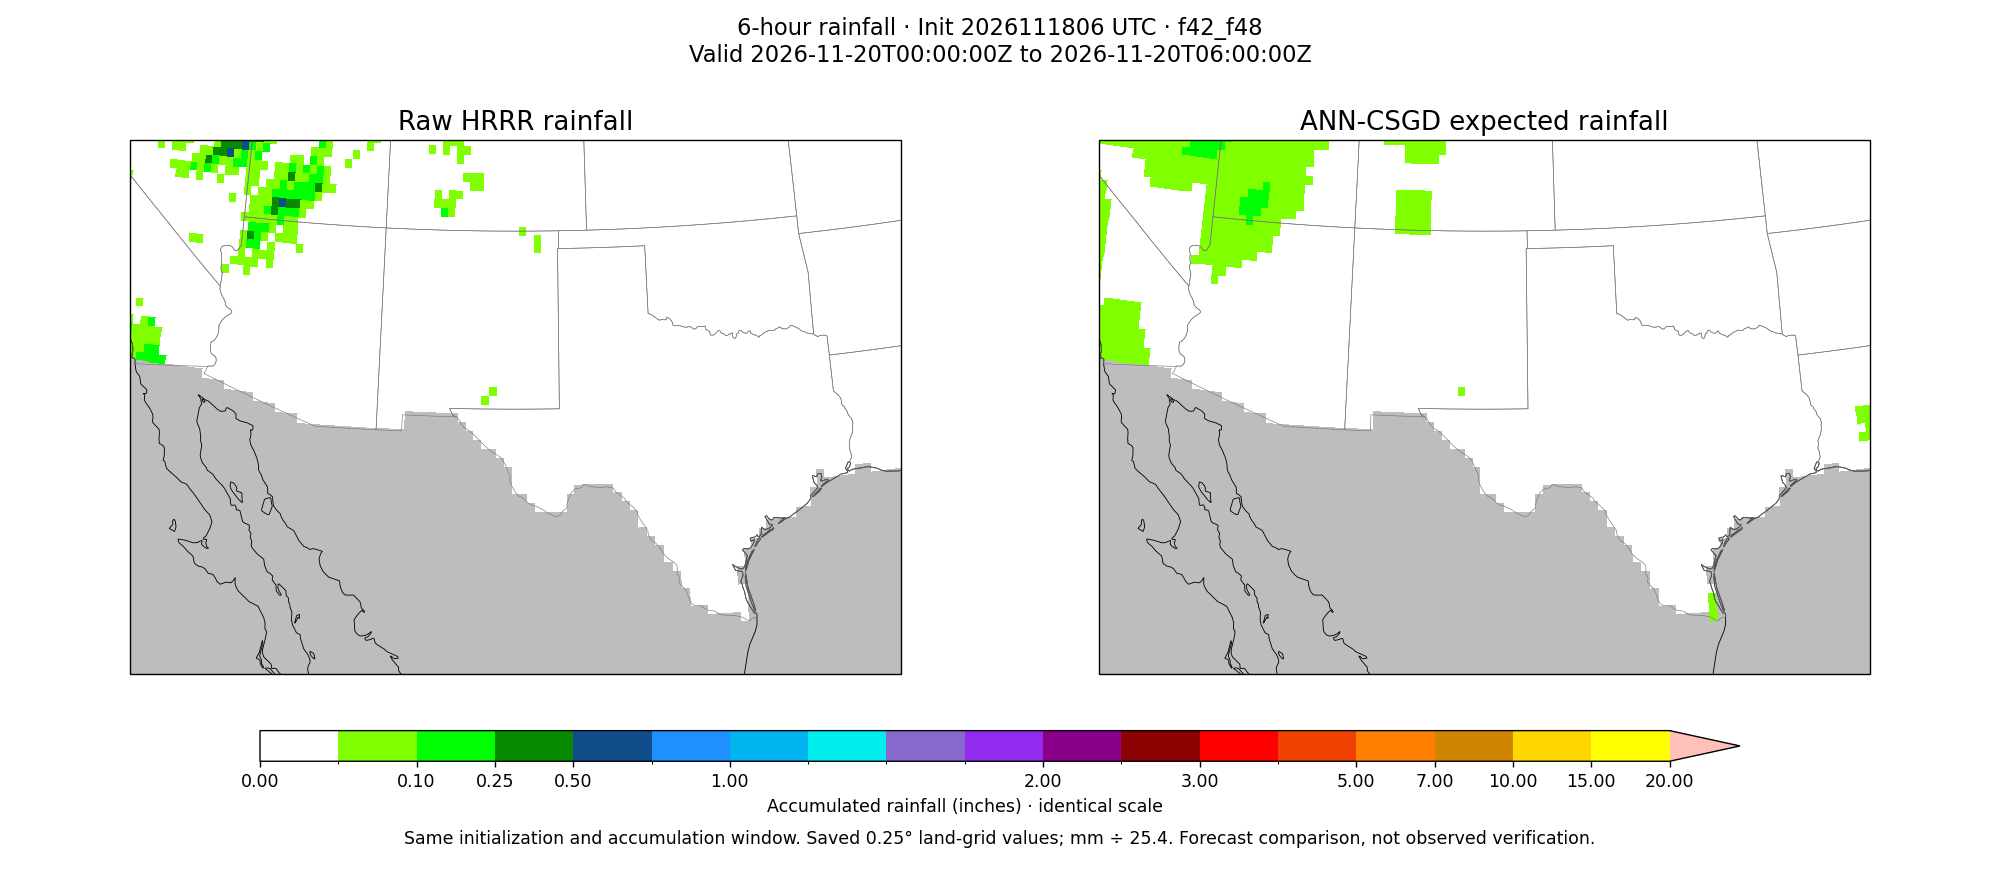 6-hour rainfall · Init 2026111806 UTC · f42_f48
Valid 2026-11-20T00:00:00Z to 2026-11-20T06:00:00Z
Raw HRRR rainfall
ANN-CSGD expected rainfall
0.00 0.10 0.25 0.50 1.00 2.00 3.00 5.00 7.00 10.00 15.00 20.00
Accumulated rainfall (inches) · identical scale
Same initialization and accumulation window. Saved 0.25° land-grid values; mm ÷ 25.4. Forecast comparison, not observed verification.